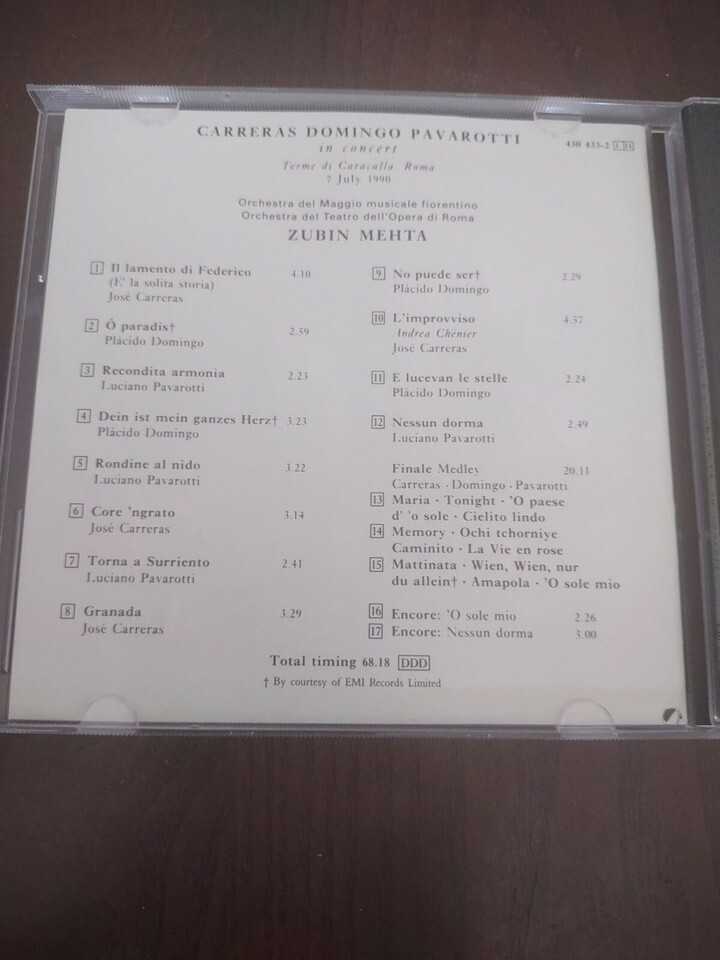 CARRERAS DOMINGO PAVAROTTI
in concert
430 433-2 LH
Terme di Caracalla Roma
7 July 1990
Orchestra del Maggio musicale fiorentino
Orchestra del Teatro dell'Opera di Roma
ZUBIN MEHTA
1 Il lamento di Federico 4.10
(E' la solita storia)
José Carreras
2 Ó paradis† 2.59
Plácido Domingo
3 Recondita armonia 2.23
Luciano Pavarotti
4 Dein ist mein ganzes Herz† 3.23
Plácido Domingo
5 Rondine al nido 3.22
Luciano Pavarotti
6 Core 'ngrato 3.14
José Carreras
7 Torna a Surriento 2.41
Luciano Pavarotti
8 Granada 3.29
José Carreras
9 No puede ser† 2.29
Plácido Domingo
10 L'improvviso 4.37
Andrea Chénier
José Carreras
11 E lucevan le stelle 2.24
Plácido Domingo
12 Nessun dorma 2.49
Luciano Pavarotti
Finale Medley 20.11
Carreras · Domingo · Pavarotti
13 Maria · Tonight · 'O paese
d' 'o sole · Cielito lindo
14 Memory · Ochi tchorniye
Caminito · La Vie en rose
15 Mattinata · Wien, Wien, nur
du allein† · Amapola · 'O sole mio
16 Encore: 'O sole mio 2.26
17 Encore: Nessun dorma 3.00
Total timing 68.18 DDD
† By courtesy of EMI Records Limited